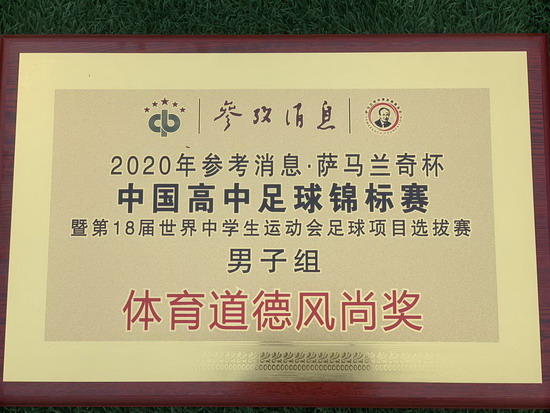 参考消息
2020年参考消息·萨马兰奇杯
中国高中足球锦标赛
暨第18届世界中学生运动会足球项目选拔赛
男子组
体育道德风尚奖